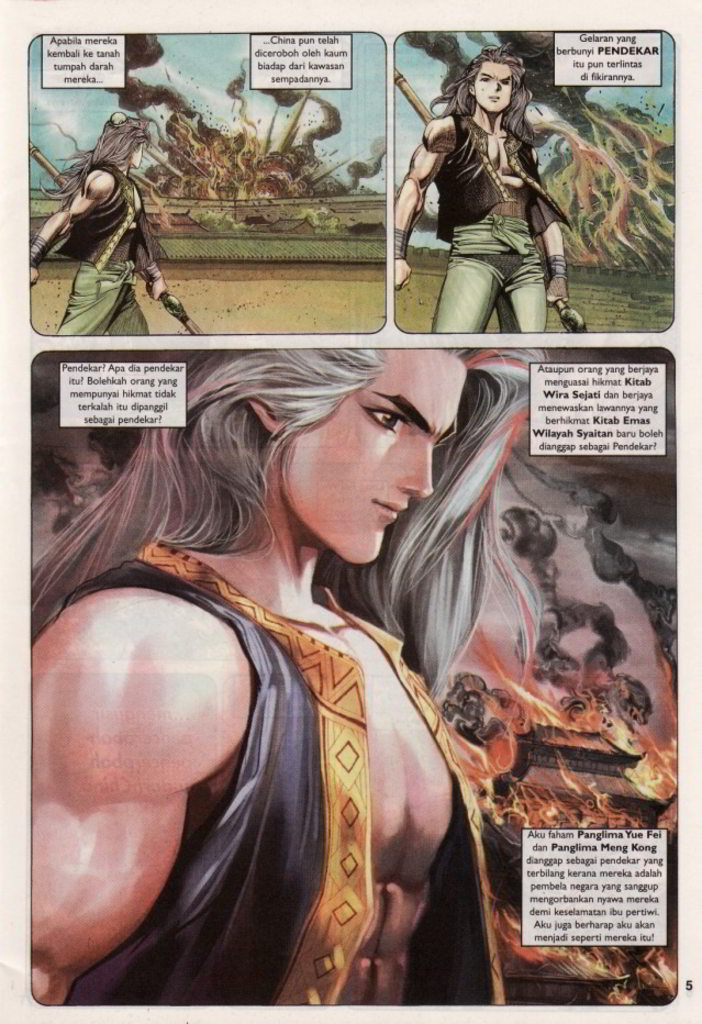 Apabila mereka
kembali ke tanah
tumpah darah
mereka...
...China pun telah
diceroboh oleh kaum
biadap dari kawasan
sempadannya.
Gelaran yang
berbunyi PENDEKAR
itu pun terlintas
di fikirannya.
Pendekar? Apa dia pendekar
itu? Bolehkah orang yang
mempunyai hikmat tidak
terkalah itu dipanggil
sebagai pendekar?
Ataupun orang yang berjaya
menguasai hikmat Kitab
Wira Sejati dan berjaya
menewaskan lawannya yang
berhikmat Kitab Emas
Wilayah Syaitan baru boleh
dianggap sebagai Pendekar?
Aku faham Panglima Yue Fei
dan Panglima Meng Kong
dianggap sebagai pendekar yang
terbilang kerana mereka adalah
pembela negara yang sanggup
mengorbankan nyawa mereka
demi keselamatan ibu pertiwi.
Aku juga berharap aku akan
menjadi seperti mereka itu!
5